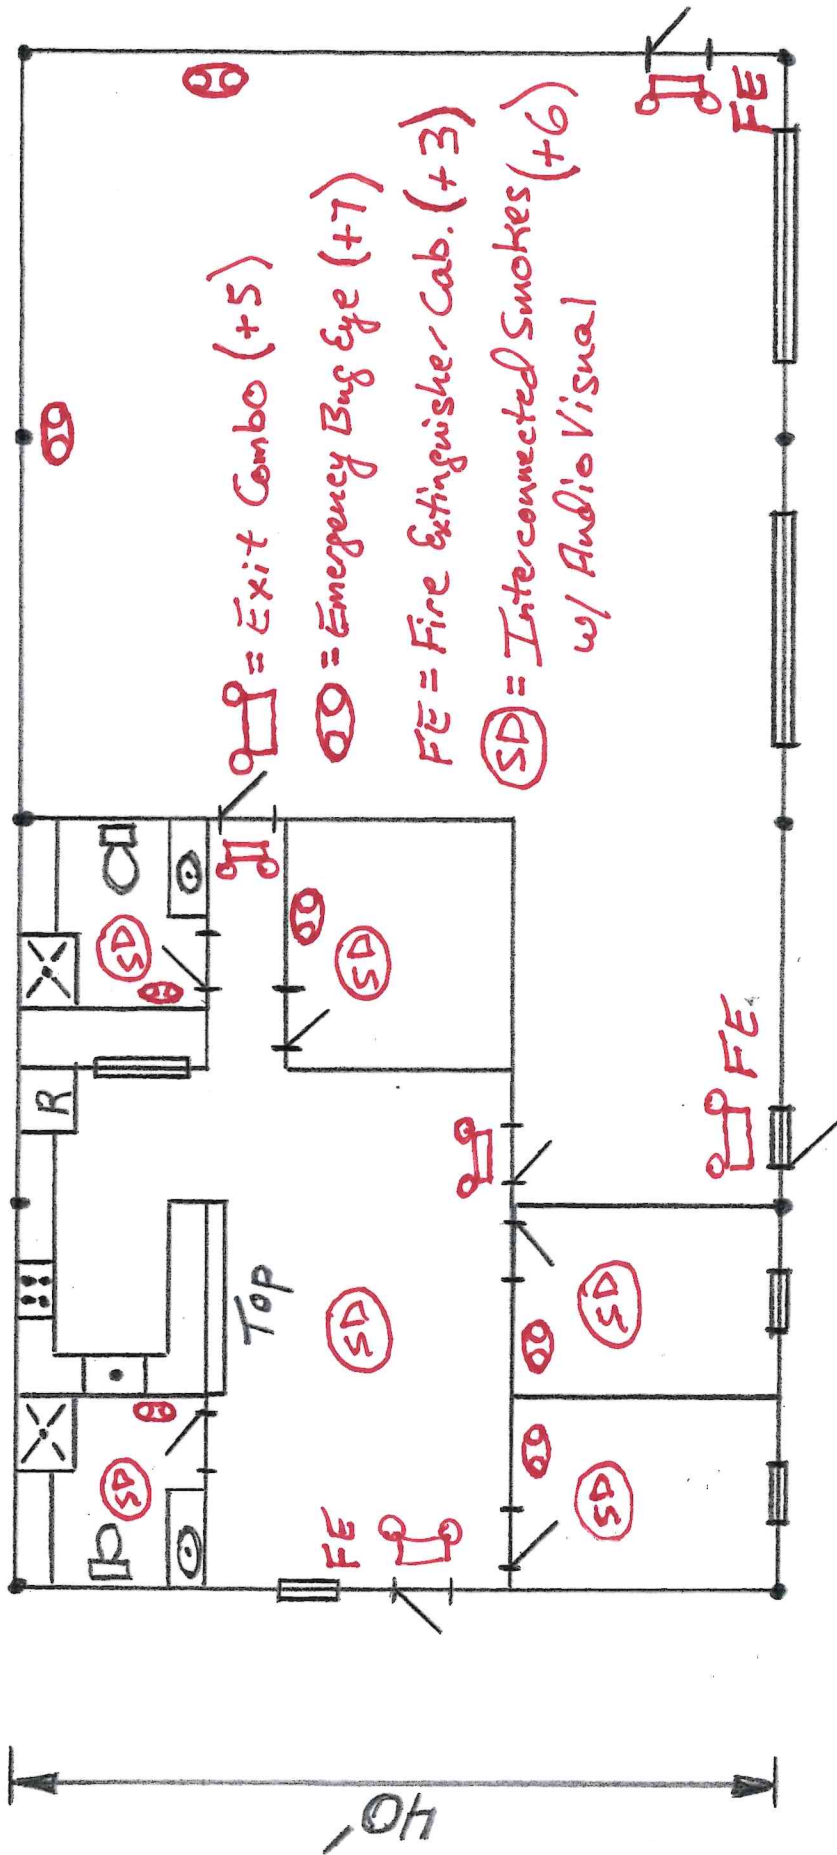 = Exit Combo (+5)
= Emergency Bug Eye (+7)
FE = Fire Extinguisher Cab. (+3)
SD = Interconnected Smokes (+6)
w/ Audio Visual
FE
FE.
FE
SD
SD
SD
SD
SD
SD
R
Top
40'